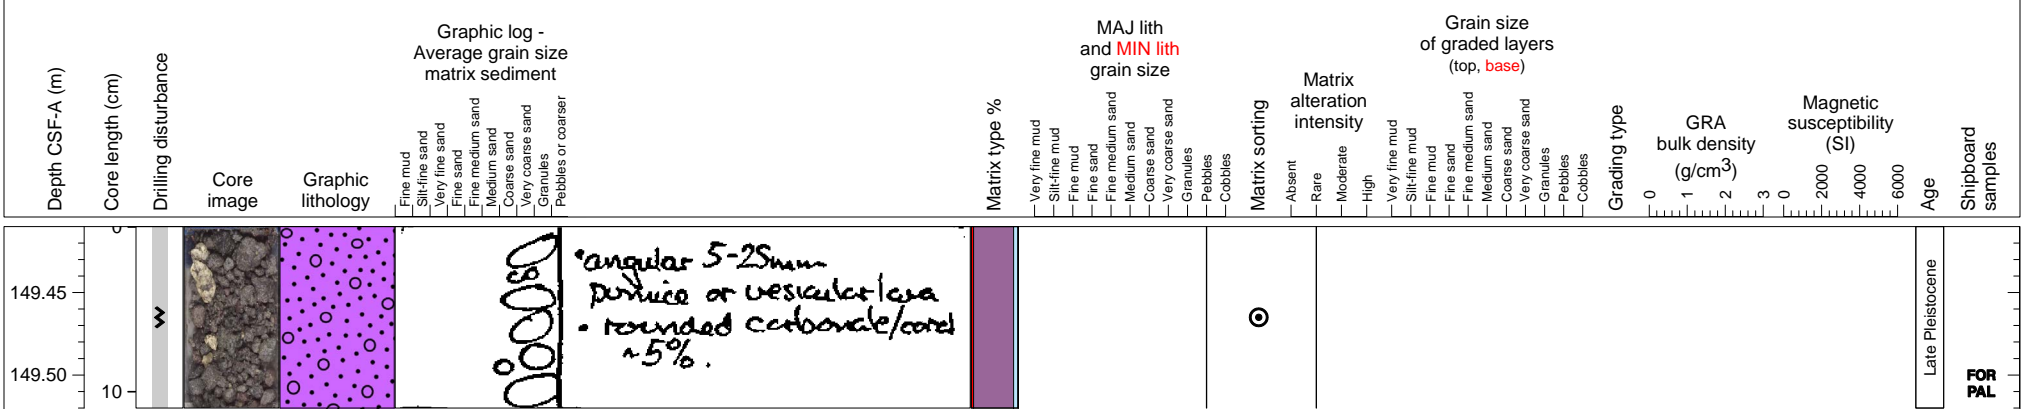 Depth CSF-A (m)
Core length (cm)
Drilling disturbance
Core
image
Graphic
lithology
Graphic log -
Average grain size
matrix sediment
Fine mud
Silt-fine sand
Very fine sand
Fine sand
Fine medium sand
Medium sand
Coarse sand
Very coarse sand
Granules
Pebbles or coarser
Matrix type %
MAJ lith
and MIN lith
grain size
Very fine mud
Silt-fine mud
Fine mud
Fine sand
Fine medium sand
Medium sand
Coarse sand
Very coarse sand
Granules
Pebbles
Cobbles
Matrix sorting
Matrix
alteration
intensity
Absent
Rare
Moderate
High
Grain size
of graded layers
(top, base)
Very fine mud
Silt-fine mud
Fine mud
Fine sand
Fine medium sand
Medium sand
Coarse sand
Very coarse sand
Granules
Pebbles
Cobbles
Grading type
GRA
bulk density
(g/cm3)
0 1 2 3
Magnetic
susceptibility
(SI)
0 2000 4000 6000
Age
Shipboard
samples
0
149.45
149.50
10
•angular 5-25mm
pumice or vesicular lava
• rounded carbonate/coral
~5%.
Late Pleistocene
FOR
PAL